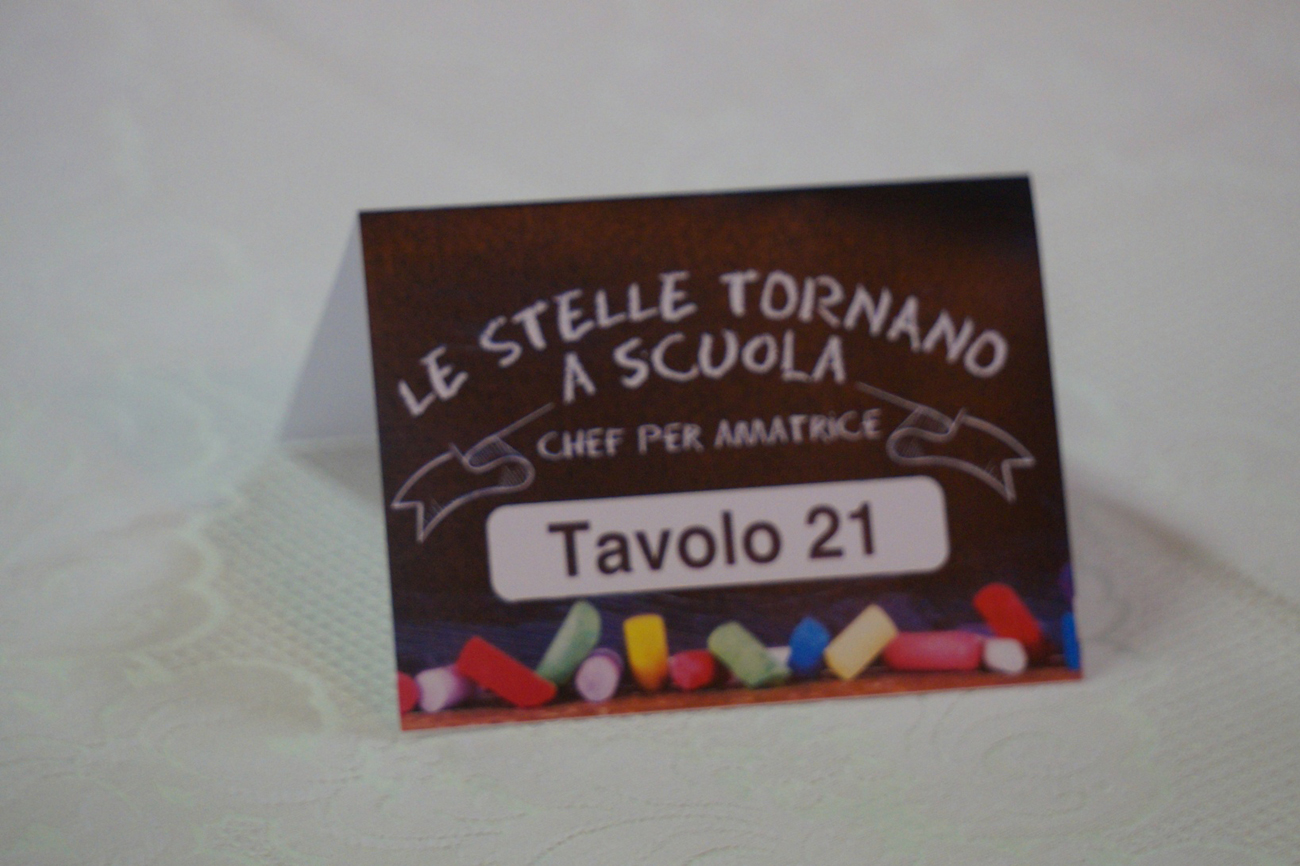 LE STELLE TORNANO
A SCUOLA
CHEF PER AMATRICE
Tavolo 21